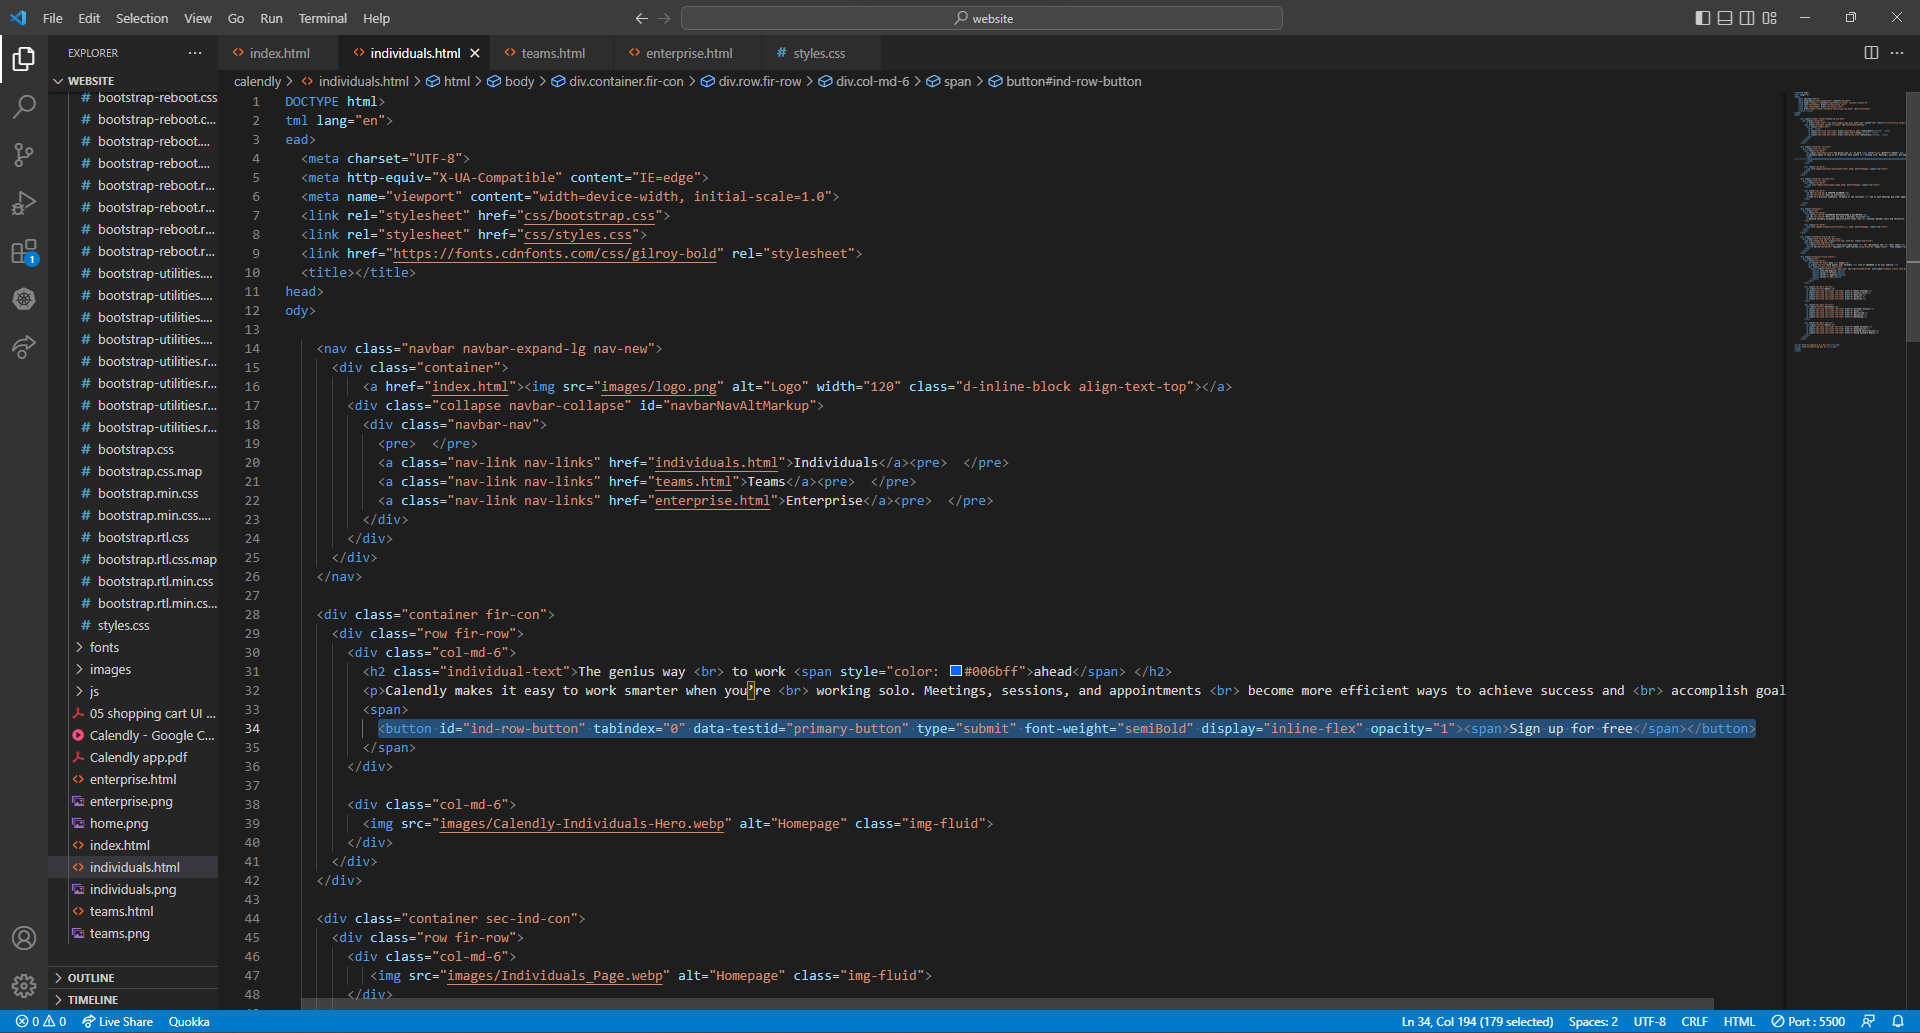 File Edit Selection View Go Run Terminal Help
website
EXPLORER
index.html
individuals.html
teams.html
enterprise.html
# styles.css
WEBSITE
calendly > individuals.html > html > body > div.container.fir-con > div.row.fir-row > div.col-md-6 > span > button#ind-row-button
# bootstrap-reboot.css
# bootstrap-reboot.c...
# bootstrap-reboot....
# bootstrap-reboot....
# bootstrap-reboot.r...
# bootstrap-reboot.r...
# bootstrap-reboot.r...
# bootstrap-reboot.r...
# bootstrap-utilities....
# bootstrap-utilities....
# bootstrap-utilities....
# bootstrap-utilities....
# bootstrap-utilities.r...
# bootstrap-utilities.r...
# bootstrap-utilities.r...
# bootstrap-utilities.r...
# bootstrap.css
# bootstrap.css.map
# bootstrap.min.css
# bootstrap.min.css....
# bootstrap.rtl.css
# bootstrap.rtl.css.map
# bootstrap.rtl.min.css
# bootstrap.rtl.min.cs...
# styles.css
> fonts
> images
> js
05 shopping cart UI ...
Calendly - Google C...
Calendly app.pdf
enterprise.html
enterprise.png
home.png
index.html
individuals.html
individuals.png
teams.html
teams.png
OUTLINE
TIMELINE
1
1 DOCTYPE html>
2 tml lang="en">
3 ead>
4 <meta charset="UTF-8">
5 <meta http-equiv="X-UA-Compatible" content="IE=edge">
6 <meta name="viewport" content="width=device-width, initial-scale=1.0">
7 <link rel="stylesheet" href="css/bootstrap.css">
8 <link rel="stylesheet" href="css/styles.css">
9 <link href="https://fonts.cdnfonts.com/css/gilroy-bold" rel="stylesheet">
10 <title></title>
11 head>
12 ody>
13
14 <nav class="navbar navbar-expand-lg nav-new">
15 <div class="container">
16 <a href="index.html"><img src="images/logo.png" alt="Logo" width="120" class="d-inline-block align-text-top"></a>
17 <div class="collapse navbar-collapse" id="navbarNavAltMarkup">
18 <div class="navbar-nav">
19 <pre>  </pre>
20 <a class="nav-link nav-links" href="individuals.html">Individuals</a><pre>  </pre>
21 <a class="nav-link nav-links" href="teams.html">Teams</a><pre>  </pre>
22 <a class="nav-link nav-links" href="enterprise.html">Enterprise</a><pre>  </pre>
23 </div>
24 </div>
25 </div>
26 </nav>
27
28 <div class="container fir-con">
29 <div class="row fir-row">
30 <div class="col-md-6">
31 <h2 class="individual-text">The genius way <br> to work <span style="color: #006bff">ahead</span> </h2>
32 <p>Calendly makes it easy to work smarter when you’re <br> working solo. Meetings, sessions, and appointments <br> become more efficient ways to achieve success and <br> accomplish goal
33 <span>
34 <button id="ind-row-button" tabindex="0" data-testid="primary-button" type="submit" font-weight="semiBold" display="inline-flex" opacity="1"><span>Sign up for free</span></button>
35 </span>
36 </div>
37
38 <div class="col-md-6">
39 <img src="images/Calendly-Individuals-Hero.webp" alt="Homepage" class="img-fluid">
40 </div>
41 </div>
42 </div>
43
44 <div class="container sec-ind-con">
45 <div class="row fir-row">
46 <div class="col-md-6">
47 <img src="images/Individuals_Page.webp" alt="Homepage" class="img-fluid">
48 </div>
0 0 Live Share Quokka
Ln 34, Col 194 (179 selected) Spaces: 2 UTF-8 CRLF HTML Port : 5500